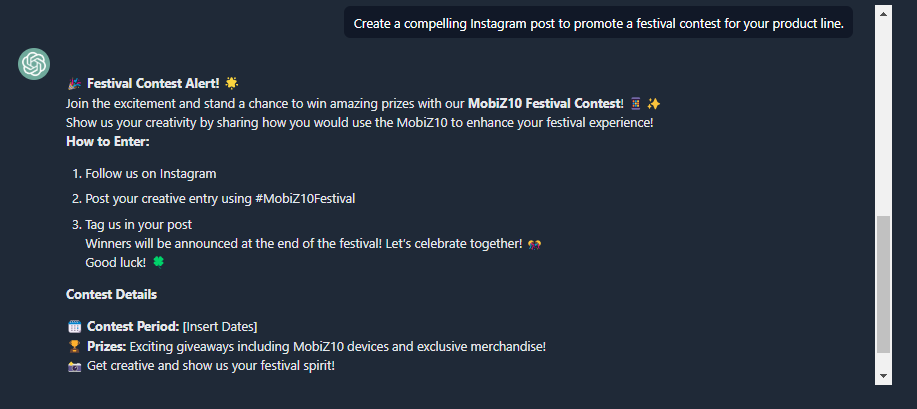 Create a compelling Instagram post to promote a festival contest for your product line.
🎉 Festival Contest Alert! 🌟
Join the excitement and stand a chance to win amazing prizes with our MobiZ10 Festival Contest! 🧧 ✨
Show us your creativity by sharing how you would use the MobiZ10 to enhance your festival experience!
How to Enter:
1. Follow us on Instagram
2. Post your creative entry using #MobiZ10Festival
3. Tag us in your post
Winners will be announced at the end of the festival! Let's celebrate together! 🎊
Good luck! 🍀
Contest Details
🗓️ Contest Period: [Insert Dates]
🏆 Prizes: Exciting giveaways including MobiZ10 devices and exclusive merchandise!
📸 Get creative and show us your festival spirit!